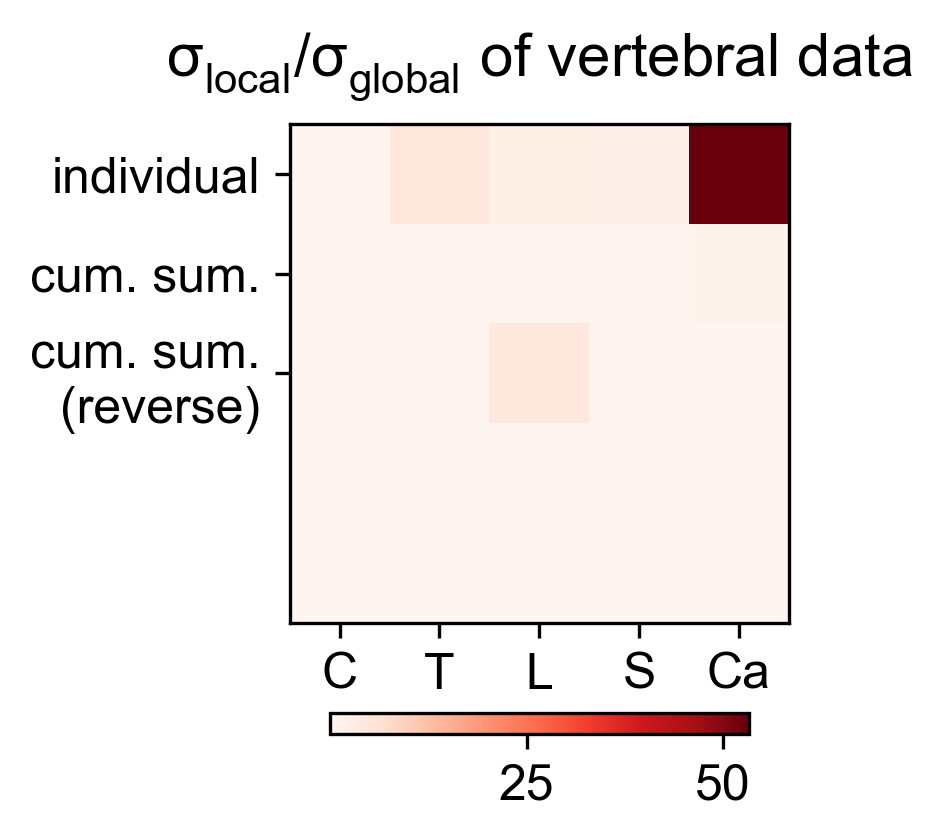 σlocal/σglobal of vertebral data
individual
cum. sum.
cum. sum.
(reverse)
C T L S Ca
25 50